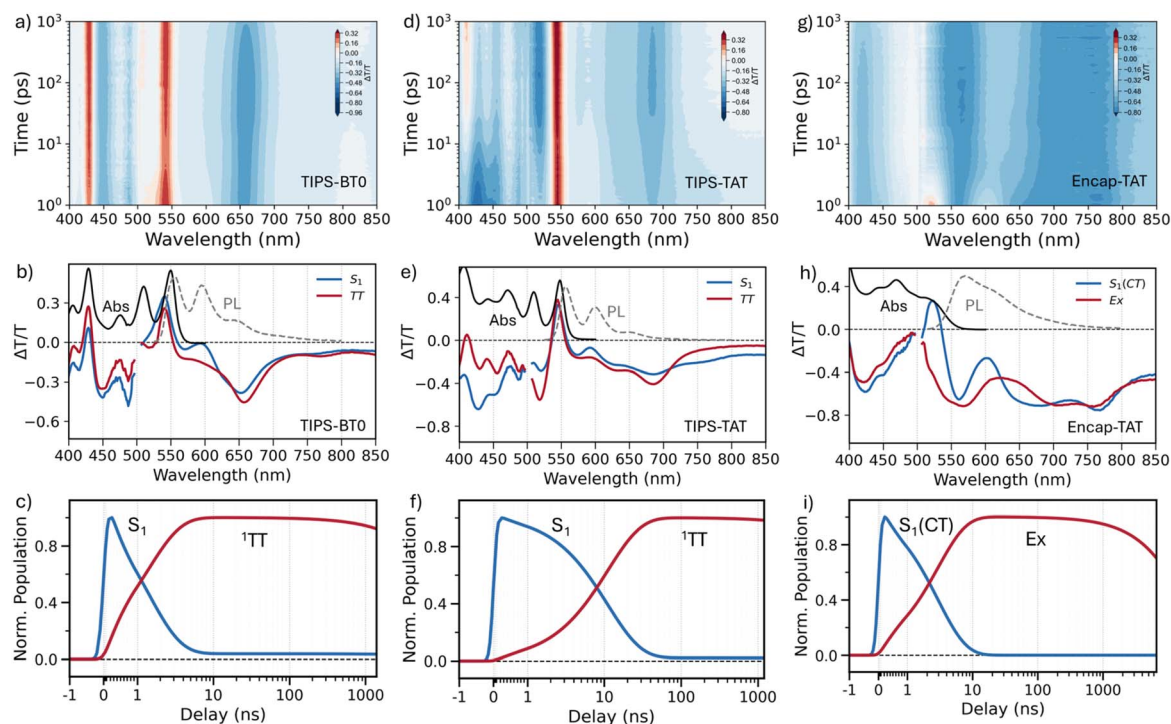 a)
10³
10²
10¹
10⁰
Time (ps)
0.32
0.16
0.00
−0.16
−0.32
−0.48
−0.64
−0.80
−0.96
ΔT/T
TIPS-BT0
400 450 500 550 600 650 700 750 800 850
Wavelength (nm)
d)
10³
10²
10¹
10⁰
Time (ps)
0.32
0.16
0.00
−0.16
−0.32
−0.48
−0.64
−0.80
ΔT/T
TIPS-TAT
400 450 500 550 600 650 700 750 800 850
Wavelength (nm)
g)
10³
10²
10¹
10⁰
Time (ps)
0.32
0.16
0.00
−0.16
−0.32
−0.48
−0.64
−0.80
ΔT/T
Encap-TAT
400 450 500 550 600 650 700 750 800 850
Wavelength (nm)
b)
ΔT/T
0.3
0.0
−0.3
−0.6
Abs
PL
S₁
TT
TIPS-BT0
400 450 500 550 600 650 700 750 800 850
Wavelength (nm)
e)
ΔT/T
0.4
0.0
−0.4
−0.8
Abs
PL
S₁
TT
TIPS-TAT
400 450 500 550 600 650 700 750 800 850
Wavelength (nm)
h)
ΔT/T
0.4
0.0
−0.4
−0.8
Abs
PL
S₁(CT)
Ex
Encap-TAT
400 450 500 550 600 650 700 750 800 850
Wavelength (nm)
c)
Norm. Population
0.8
0.4
0.0
S₁
¹TT
-1 0 1 10 100 1000
Delay (ns)
f)
Norm. Population
0.8
0.4
0.0
S₁
¹TT
-1 0 1 10 100 1000
Delay (ns)
i)
Norm. Population
0.8
0.4
0.0
S₁(CT)
Ex
-1 0 1 10 100 1000
Delay (ns)